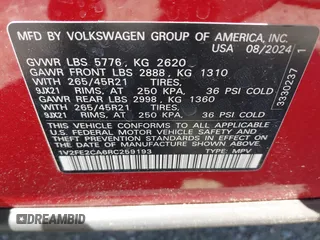 MFD BY VOLKSWAGEN GROUP OF AMERICA, INC.
USA 08/2024
GVWR LBS 5776, KG 2620
GAWR FRONT LBS 2888, KG 1310
WITH 265/45R21 TIRES,
9JX21 RIMS, AT 250 KPA, 36 PSI COLD
GAWR REAR LBS 2998, KG 1360
WITH 265/45R21 TIRES,
9JX21 RIMS, AT 250 KPA, 36 PSI COLD
THIS VEHICLE CONFORMS TO ALL APPLICABLE
U.S. FEDERAL MOTOR VEHICLE SAFETY
STANDARDS IN EFFECT ON THE DATE OF
MANUFACTURE SHOWN ABOVE.
1V2FE2CA6RC259193
TYPE: MPV
3330237
DREAMBID
DREAMBID.COM